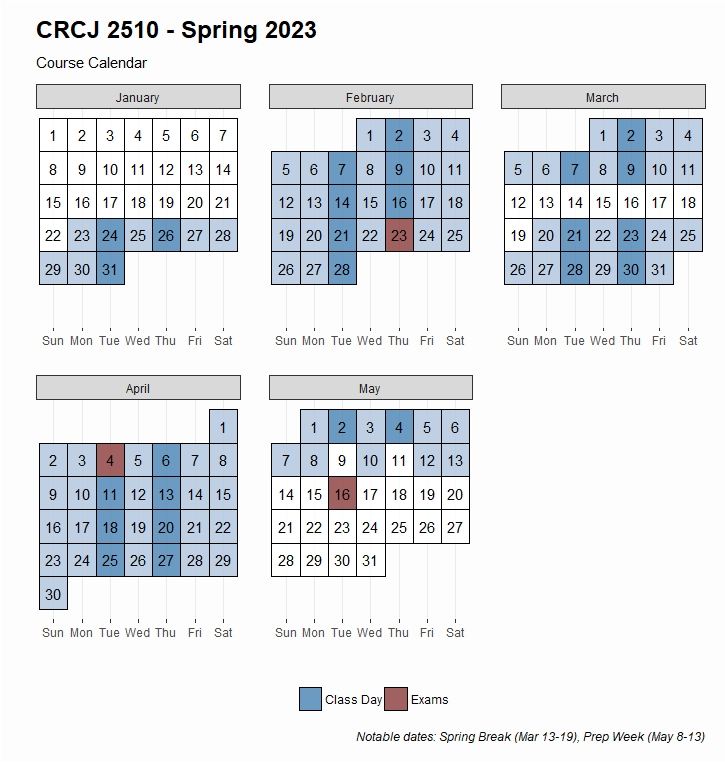 CRCJ 2510 - Spring 2023
Course Calendar
January
1 2 3 4 5 6 7
8 9 10 11 12 13 14
15 16 17 18 19 20 21
22 23 24 25 26 27 28
29 30 31
Sun Mon Tue Wed Thu Fri Sat
February
1 2 3 4
5 6 7 8 9 10 11
12 13 14 15 16 17 18
19 20 21 22 23 24 25
26 27 28
Sun Mon Tue Wed Thu Fri Sat
March
1 2 3 4
5 6 7 8 9 10 11
12 13 14 15 16 17 18
19 20 21 22 23 24 25
26 27 28 29 30 31
Sun Mon Tue Wed Thu Fri Sat
April
1
2 3 4 5 6 7 8
9 10 11 12 13 14 15
16 17 18 19 20 21 22
23 24 25 26 27 28 29
30
Sun Mon Tue Wed Thu Fri Sat
May
1 2 3 4 5 6
7 8 9 10 11 12 13
14 15 16 17 18 19 20
21 22 23 24 25 26 27
28 29 30 31
Sun Mon Tue Wed Thu Fri Sat
Class Day Exams
Notable dates: Spring Break (Mar 13-19), Prep Week (May 8-13)